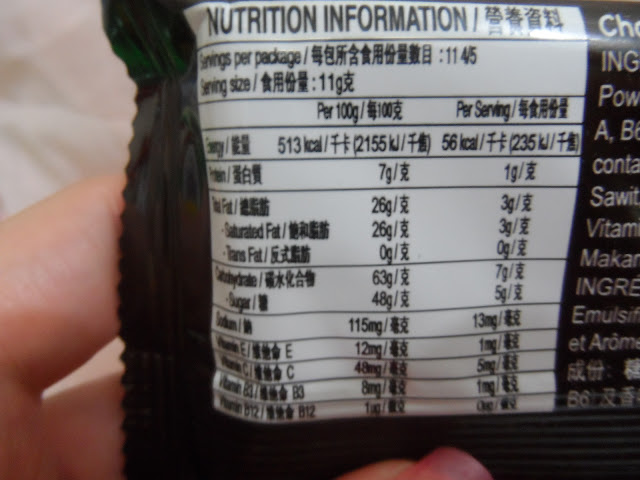 NUTRITION INFORMATION / 營養資料
Servings per package / 每包所含食用份量數目 : 11 4/5
Serving size / 食用份量 : 11g克
Per 100g / 每100克 Per Serving / 每食用份量
Energy / 能量 513 kcal / 千卡 (2155 kJ / 千焦) 56 kcal / 千卡 (235 kJ / 千焦)
Protein / 蛋白質 7g/克 1g/克
Total Fat / 總脂肪 26g/克 3g/克
- Saturated Fat / 飽和脂肪 26g/克 3g/克
- Trans Fat / 反式脂肪 0g/克 0g/克
Carbohydrate / 碳水化合物 63g/克 7g/克
- Sugar / 糖 48g/克 5g/克
Sodium / 鈉 115mg/毫克 13mg/毫克
Vitamin E / 維他命 E 12mg/毫克 1mg/毫克
Vitamin C / 維他命 C 48mg/毫克 5mg/毫克
Vitamin B3 / 維他命 B3 8mg/毫克 1mg/毫克
Vitamin B12 / 維他命 B12
Cho
ING
Pow
A, B6
conta
Sawit
Vitami
Makan
INGRE
Emulsif
et Arôme
成份: 糖
B6, 及香